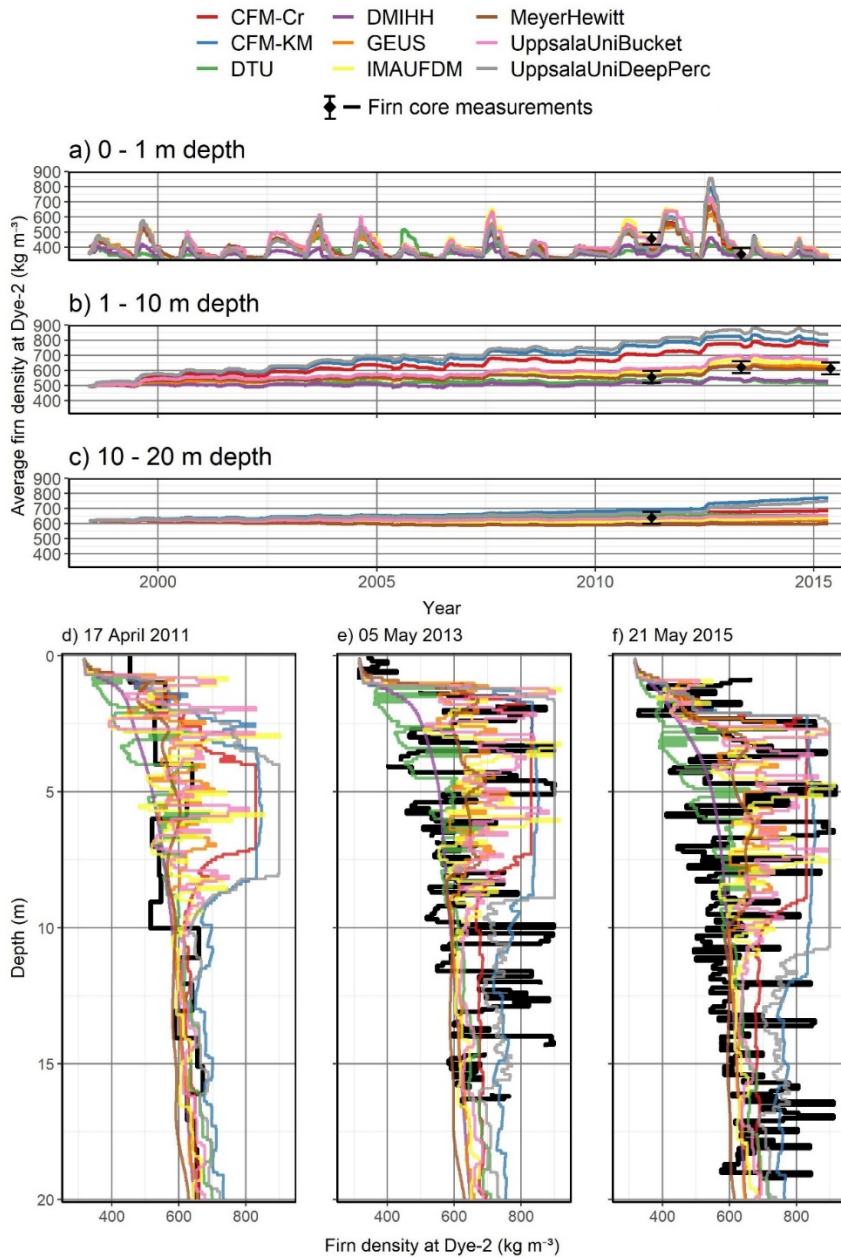 CFM-Cr DMIHH MeyerHewitt
CFM-KM GEUS UppsalaUniBucket
DTU IMAUFDM UppsalaUniDeepPerc
Firn core measurements
a) 0 - 1 m depth
900
800
700
600
500
400
b) 1 - 10 m depth
900
800
700
600
500
400
c) 10 - 20 m depth
900
800
700
600
500
400
Average firn density at Dye-2 (kg m⁻³)
2000 2005 2010 2015
Year
d) 17 April 2011 e) 05 May 2013 f) 21 May 2015
0
5
10
15
20
Depth (m)
400 600 800 400 600 800 400 600 800
Firn density at Dye-2 (kg m⁻³)